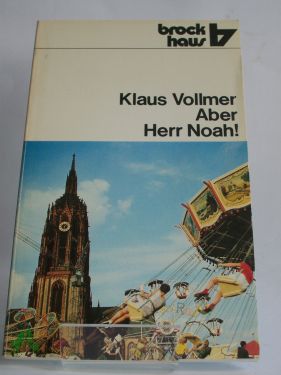 brock
haus
Klaus Vollmer
Aber
Herr Noah!